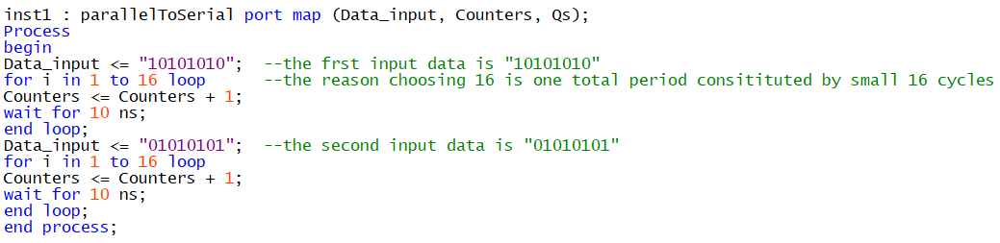 inst1 : parallelToSerial port map (Data_input, Counters, Qs);
Process
begin
Data_input <= "10101010";  --the frst input data is "10101010"
for i in 1 to 16 loop      --the reason choosing 16 is one total period consitituted by small 16 cycles
Counters <= Counters + 1;
wait for 10 ns;
end loop;
Data_input <= "01010101";  --the second input data is "01010101"
for i in 1 to 16 loop
Counters <= Counters + 1;
wait for 10 ns;
end loop;
end process;